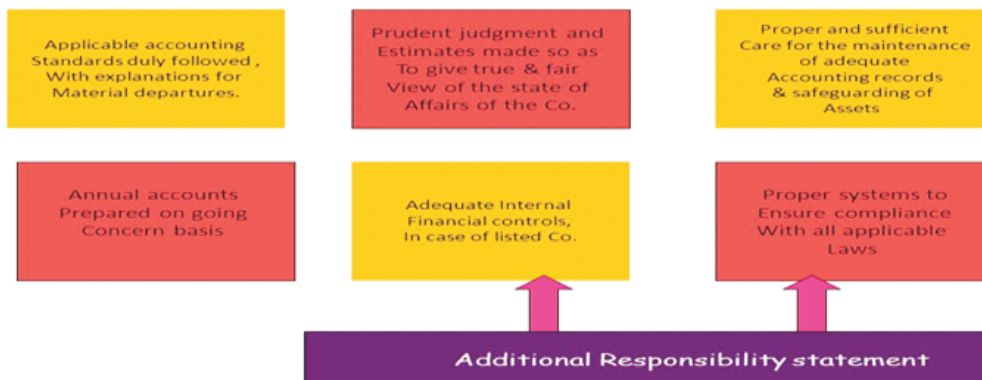 Applicable accounting
Standards duly followed ,
With explanations for
Material departures.
Prudent judgment and
Estimates made so as
To give true & fair
View of the state of
Affairs of the Co.
Proper and sufficient
Care for the maintenance
of adequate
Accounting records
& safeguarding of
Assets
Annual accounts
Prepared on going
Concern basis
Adequate Internal
Financial controls,
In case of listed Co.
Proper systems to
Ensure compliance
With all applicable
Laws
Additional Responsibility statement